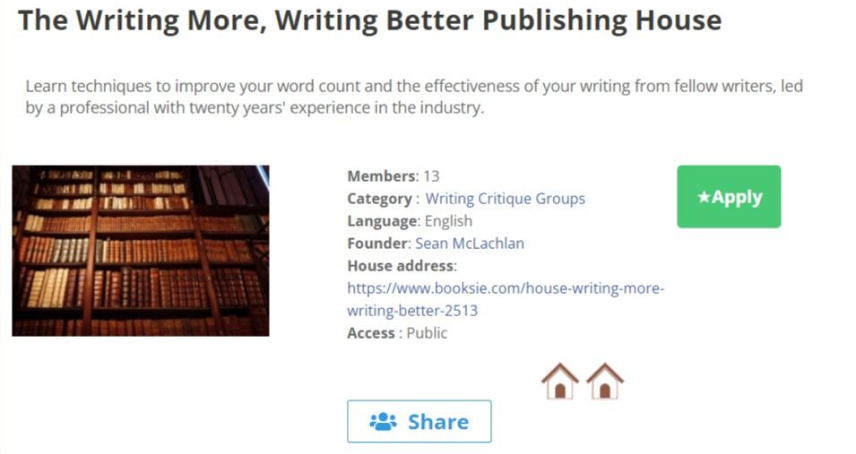 The Writing More, Writing Better Publishing House
Learn techniques to improve your word count and the effectiveness of your writing from fellow writers, led
by a professional with twenty years' experience in the industry.
Members: 13
Category : Writing Critique Groups
Language: English
Founder: Sean McLachlan
House address:
https://www.booksie.com/house-writing-more-
writing-better-2513
Access : Public
★Apply
Share